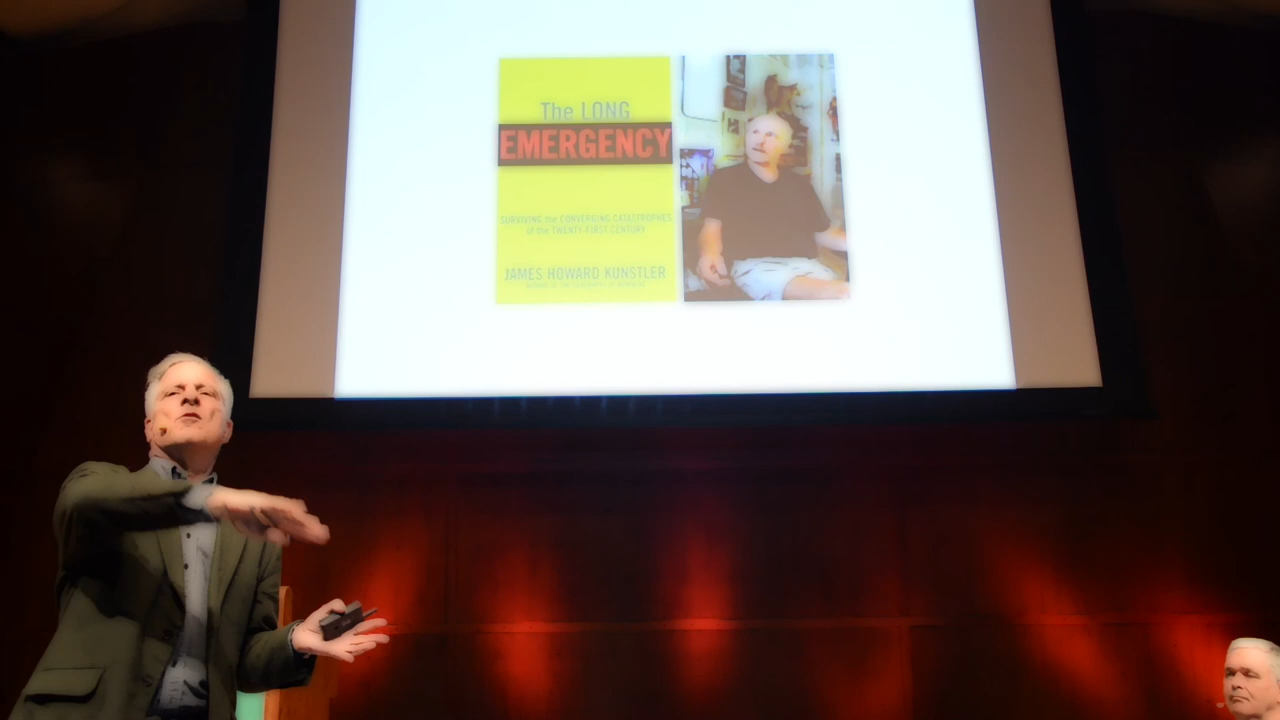 The LONG
EMERGENCY
SURVIVING the CONVERGING CATASTROPHES
of the TWENTY-FIRST CENTURY
JAMES HOWARD KUNSTLER